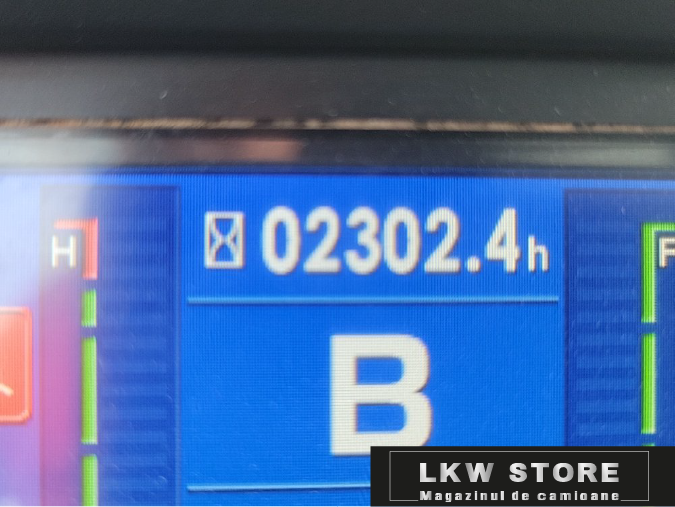 02302.4h
H
F
B
LKW STORE
Magazinul de camioane